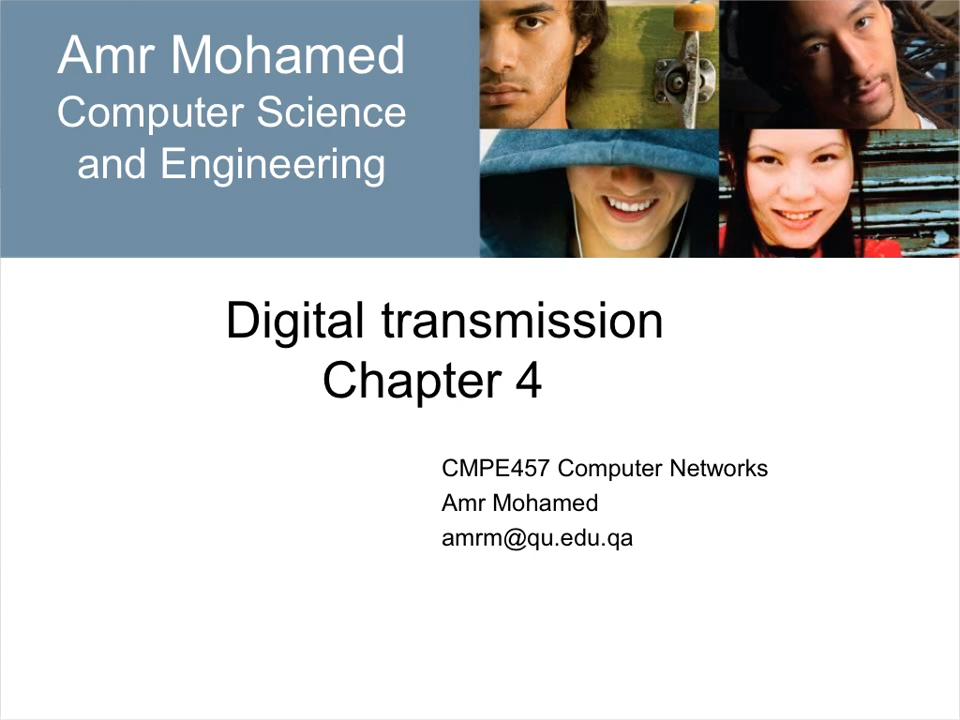 Amr Mohamed
Computer Science
and Engineering
Digital transmission
Chapter 4
CMPE457 Computer Networks
Amr Mohamed
amrm@qu.edu.qa